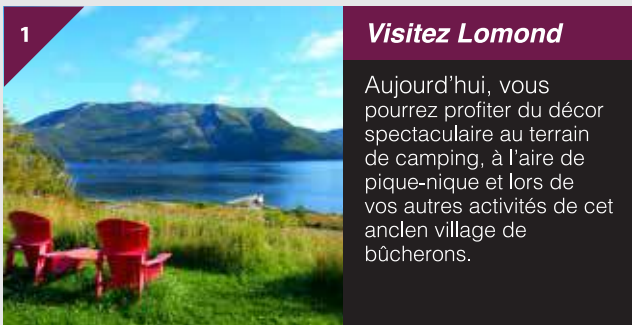 1
Visitez Lomond
Aujourd'hui, vous
pourrez profiter du décor
spectaculaire au terrain
de camping, à l'aire de
pique-nique et lors de
vos autres activités de cet
ancien village de
bûcherons.